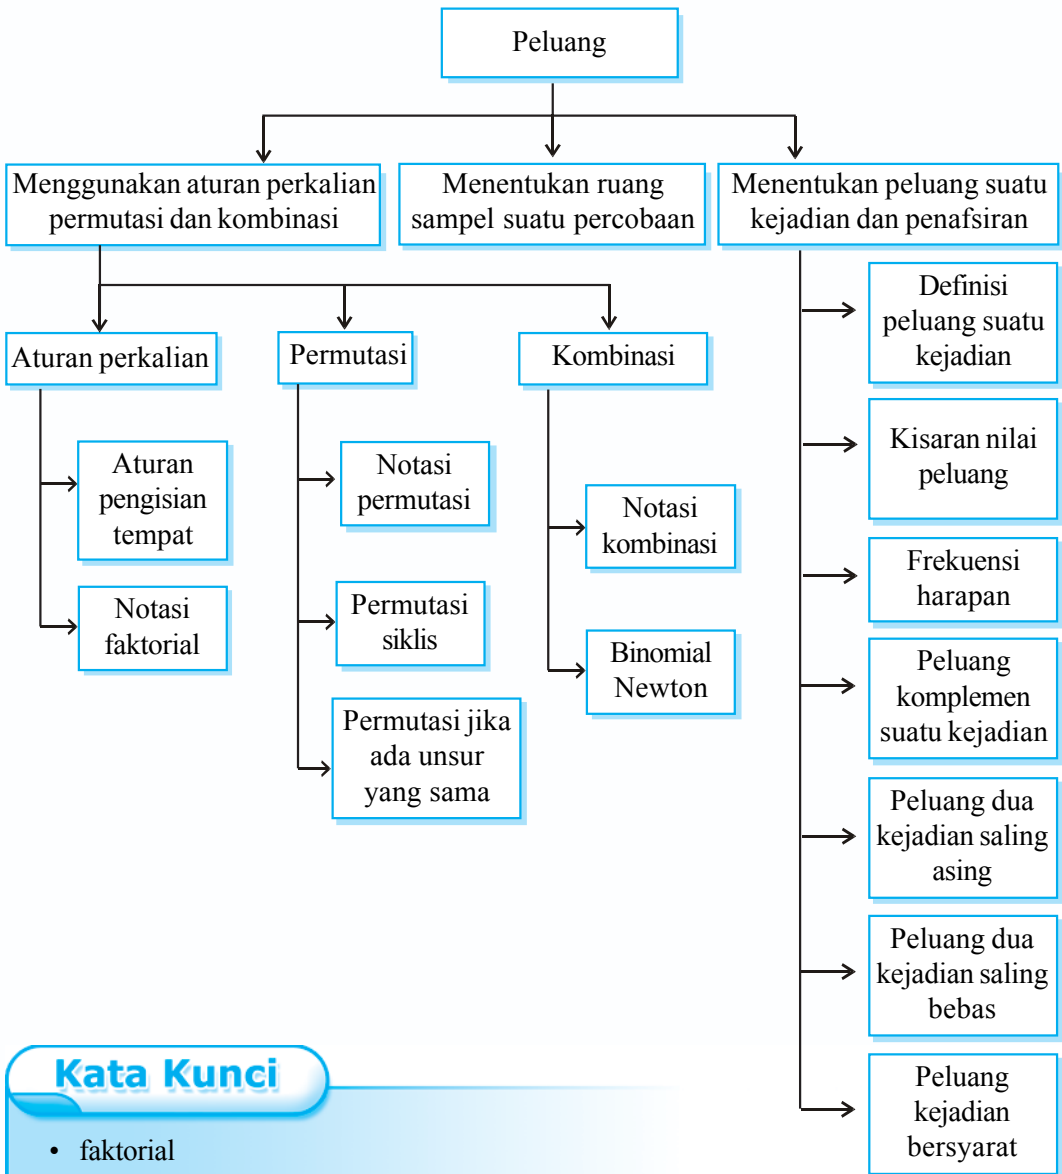 Peluang
Menggunakan aturan perkalian
permutasi dan kombinasi
Menentukan ruang
sampel suatu percobaan
Menentukan peluang suatu
kejadian dan penafsiran
Aturan perkalian
Permutasi
Kombinasi
Aturan
pengisian
tempat
Notasi
faktorial
Notasi
permutasi
Permutasi
siklis
Permutasi jika
ada unsur
yang sama
Notasi
kombinasi
Binomial
Newton
Definisi
peluang suatu
kejadian
Kisaran nilai
peluang
Frekuensi
harapan
Peluang
komplemen
suatu kejadian
Peluang dua
kejadian saling
asing
Peluang dua
kejadian saling
bebas
Peluang
kejadian
bersyarat
Kata Kunci
• faktorial